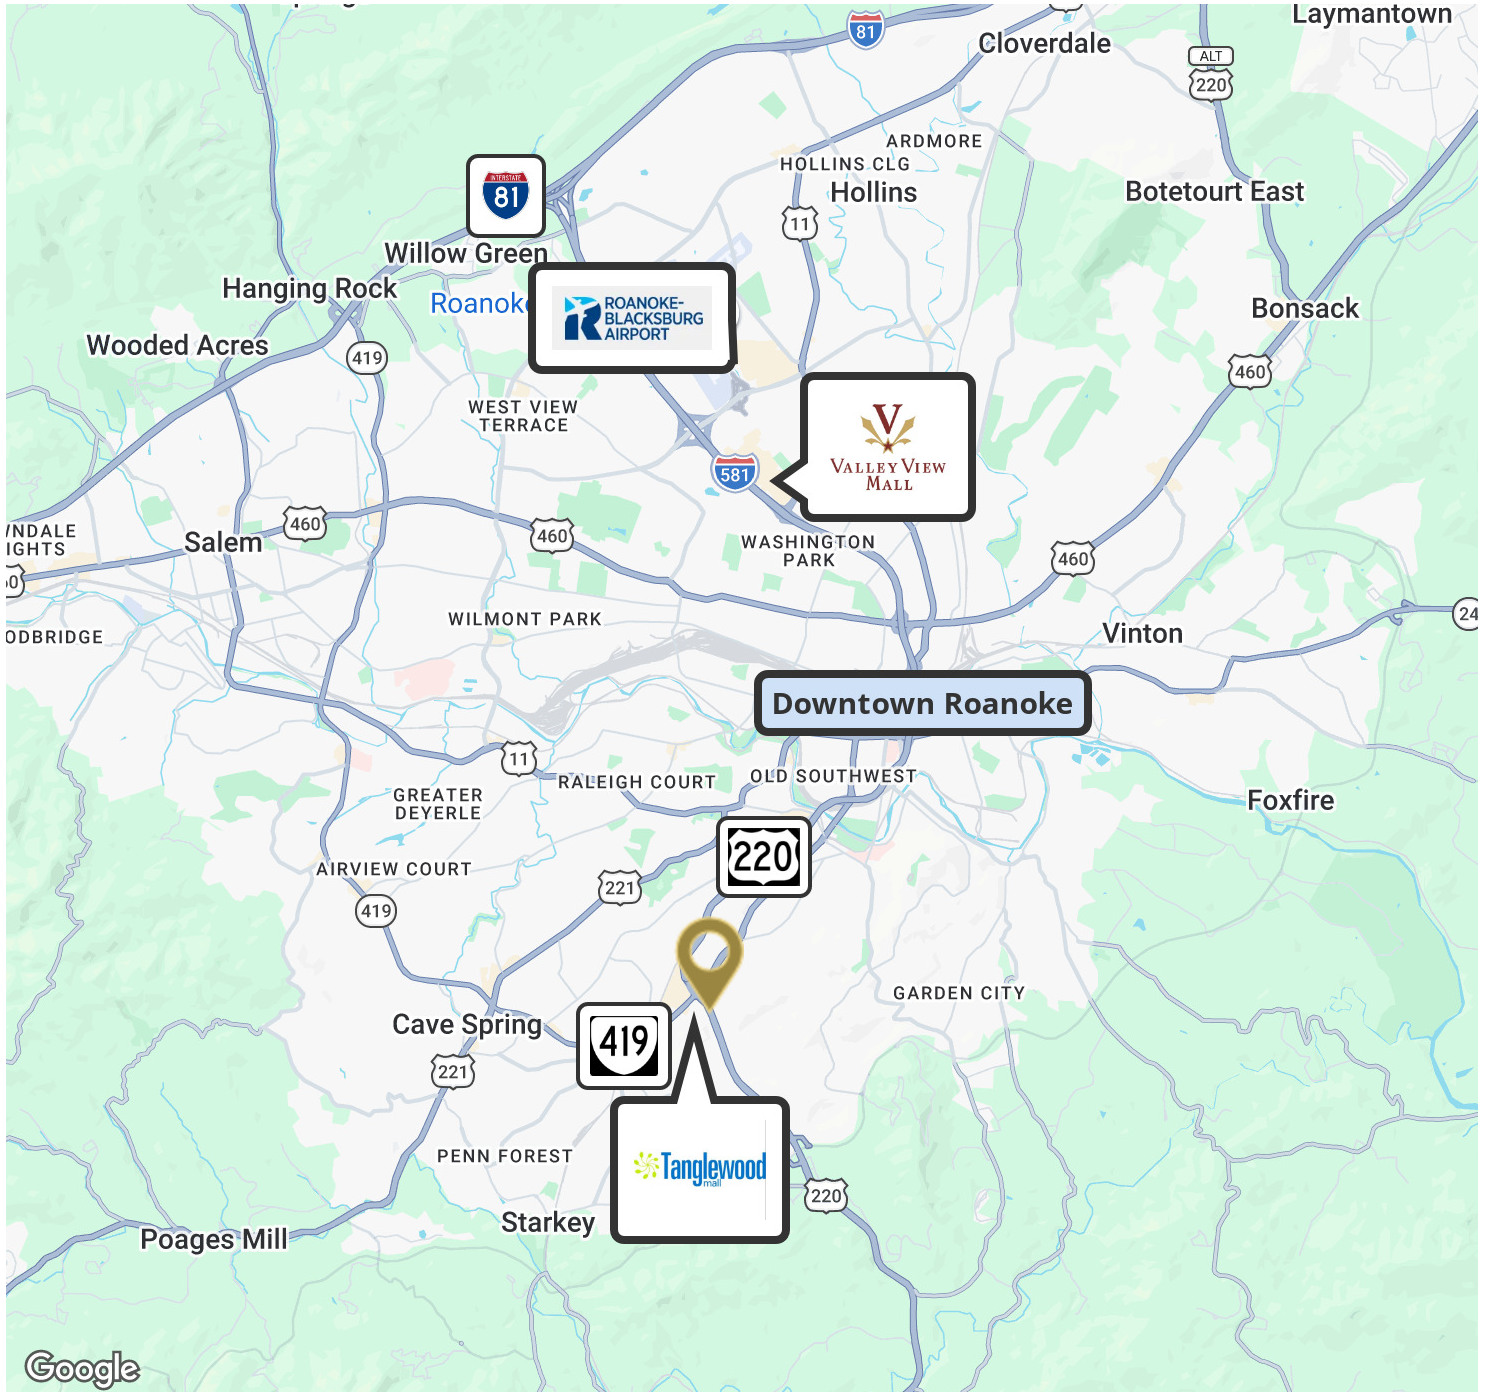 Laymantown
81
Cloverdale
ALT
220
ARDMORE
HOLLINS CLG
Hollins
Botetourt East
INTERSTATE
81
11
Willow Green
Hanging Rock
Roanoke
ROANOKE-
BLACKSBURG
AIRPORT
Bonsack
Wooded Acres
419
460
WEST VIEW
TERRACE
V
VALLEY VIEW
MALL
581
460
460
Salem
WASHINGTON
PARK
460
WILMONT PARK
24
Vinton
ODBRIDGE
Downtown Roanoke
11
RALEIGH COURT
OLD SOUTHWEST
GREATER
DEYERLE
Foxfire
220
AIRVIEW COURT
221
419
GARDEN CITY
Cave Spring
419
221
PENN FOREST
Tanglewood
mall
220
Starkey
Poages Mill
Google